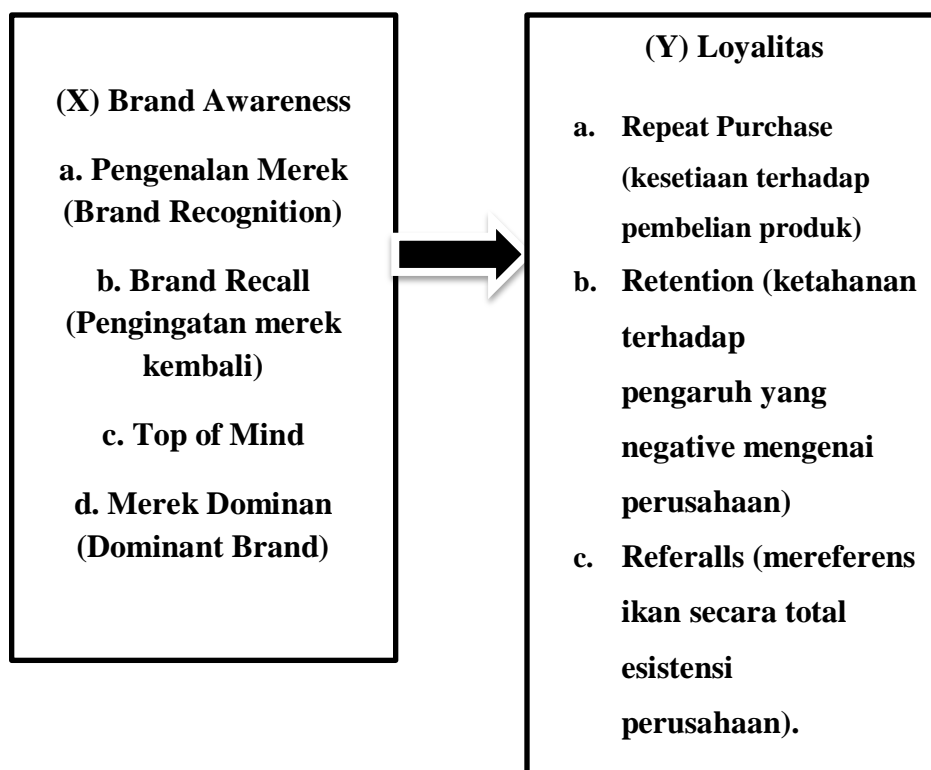 (X) Brand Awareness
a. Pengenalan Merek
(Brand Recognition)
b. Brand Recall
(Pengingatan merek
kembali)
c. Top of Mind
d. Merek Dominan
(Dominant Brand)
(Y) Loyalitas
a. Repeat Purchase
(kesetiaan terhadap
pembelian produk)
b. Retention (ketahanan
terhadap
pengaruh yang
negative mengenai
perusahaan)
c. Referalls (mereferens
ikan secara total
esistensi
perusahaan).